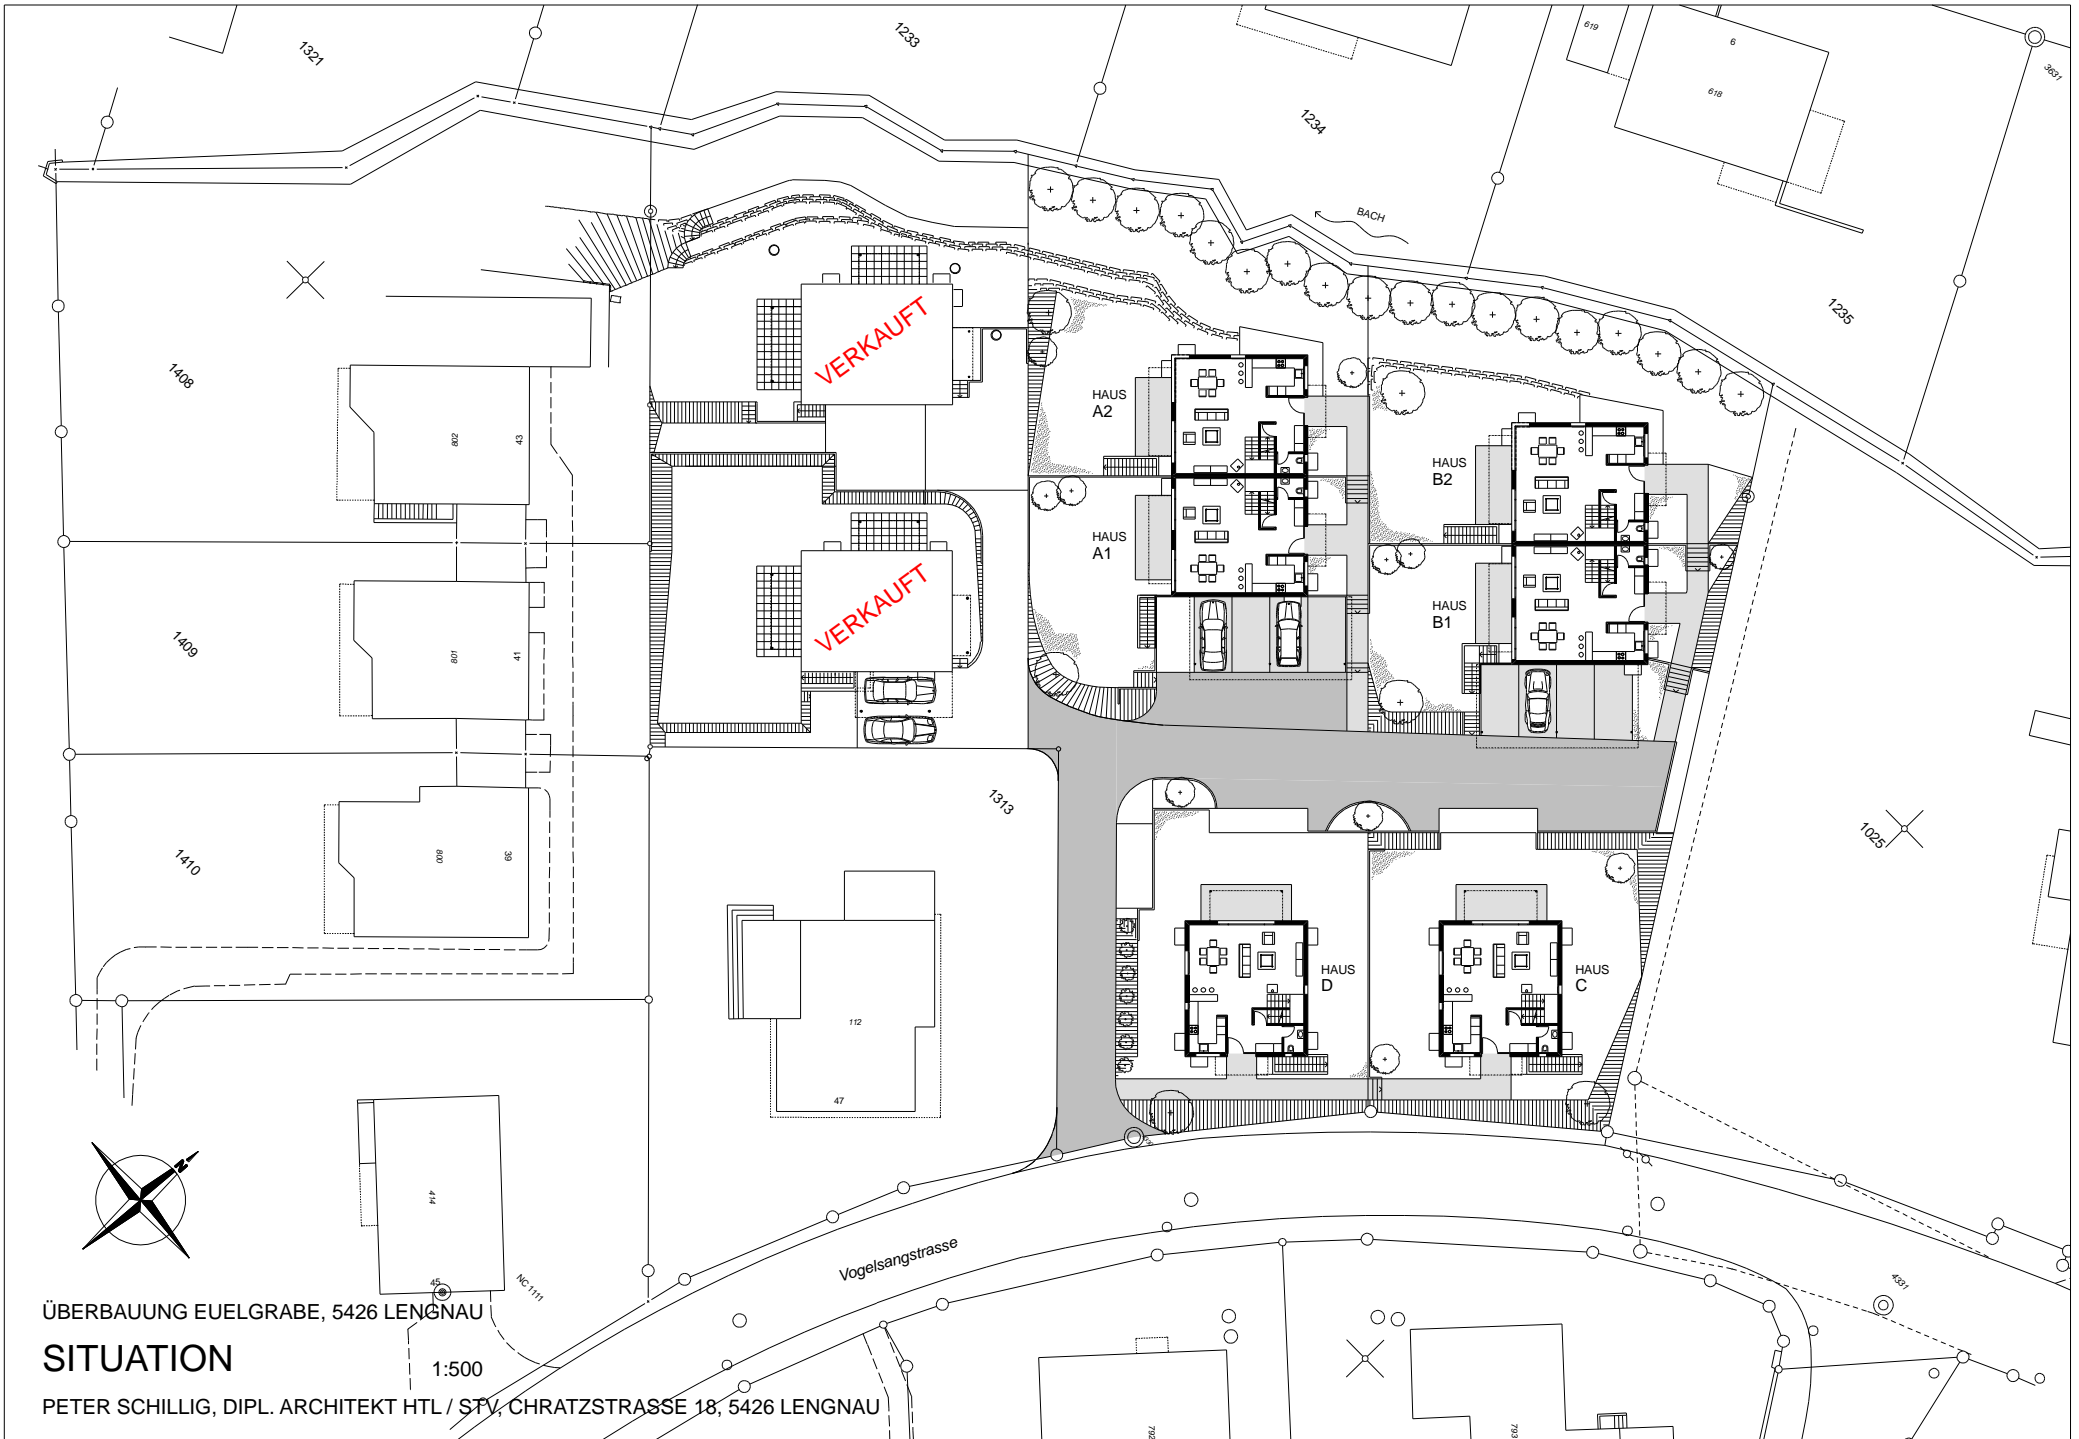 1321
1233
619
6
3631
618
1234
BACH
1235
1408
VERKAUFT
HAUS
A2
802
43
HAUS
B2
HAUS
A1
VERKAUFT
HAUS
B1
1409
801
41
1313
1025
1410
800
39
HAUS
D
HAUS
C
112
47
N
414
Vogelsangstrasse
45
NC 1111
4331
ÜBERBAUUNG EUELGRABE, 5426 LENGNAU
SITUATION
1:500
PETER SCHILLIG, DIPL. ARCHITEKT HTL / STV, CHRATZSTRASSE 18, 5426 LENGNAU
792
793